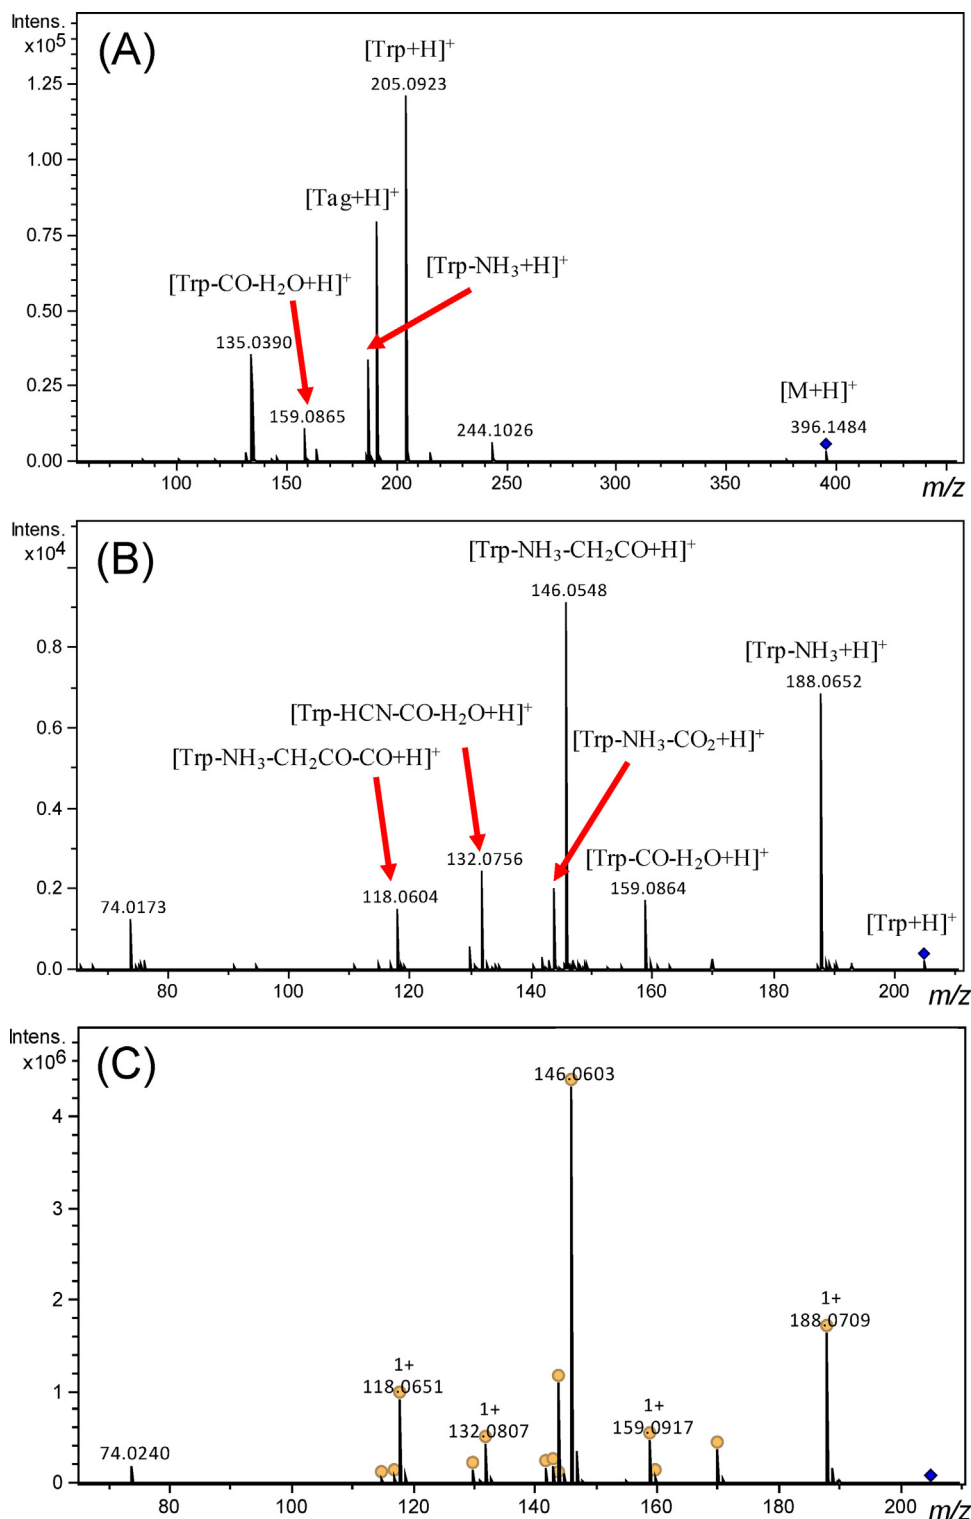 Intens.
x10⁵
(A)
[Trp+H]⁺
205.0923
1.25
1.00
[Tag+H]⁺
0.75
[Trp-NH₃+H]⁺
[Trp-CO-H₂O+H]⁺
0.50
135.0390
0.25
159.0865
[M+H]⁺
396.1484
244.1026
0.00
100 150 200 250 300 350 400
m/z
Intens.
x10⁴
(B)
[Trp-NH₃-CH₂CO+H]⁺
146.0548
0.8
[Trp-NH₃+H]⁺
188.0652
[Trp-HCN-CO-H₂O+H]⁺
0.6
[Trp-NH₃-CO₂+H]⁺
[Trp-NH₃-CH₂CO-CO+H]⁺
0.4
132.0756
[Trp-CO-H₂O+H]⁺
0.2
118.0604
159.0864
74.0173
[Trp+H]⁺
0.0
80 100 120 140 160 180 200
m/z
Intens.
x10⁶
(C)
146.0603
4
3
2
1+
188.0709
1+
118.0651
1
1+
132.0807
1+
159.0917
74.0240
0
80 100 120 140 160 180 200
m/z